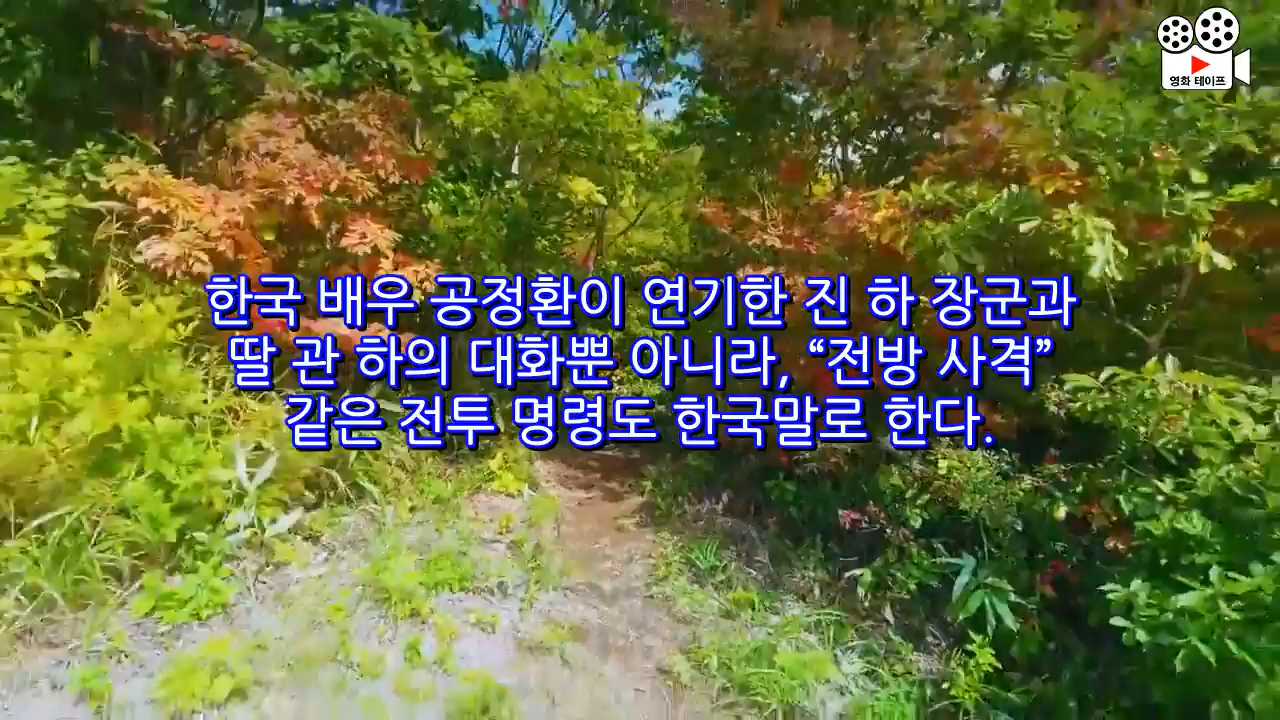 영화 테이프
한국 배우 공정환이 연기한 진 하 장군과
딸 관 하의 대화뿐 아니라, “전방 사격”
같은 전투 명령도 한국말로 한다.